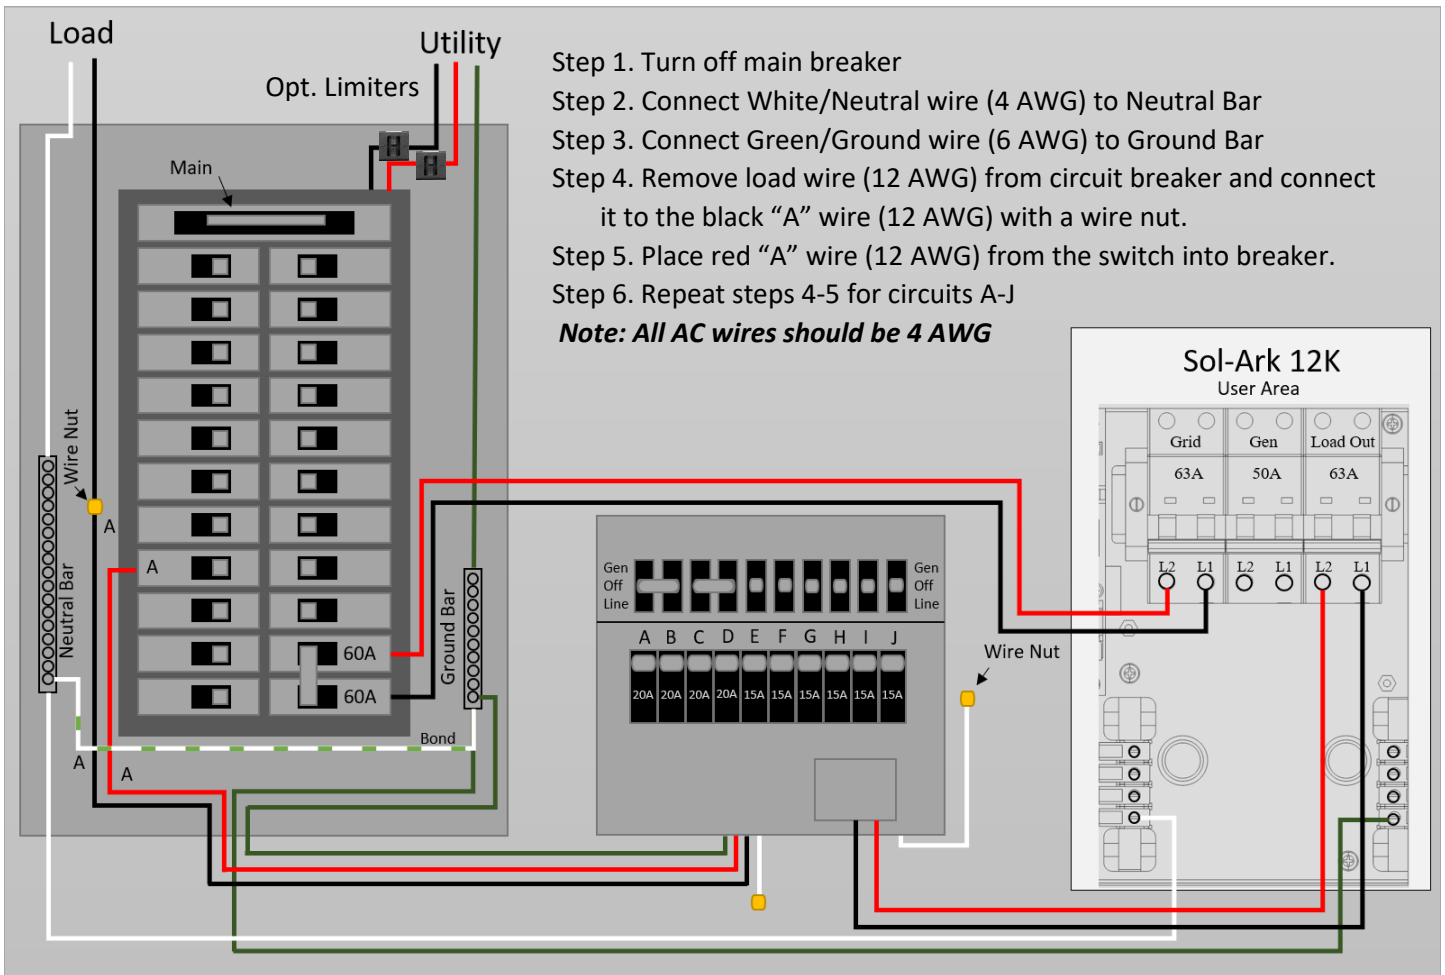 Load
Utility
Opt. Limiters
Step 1. Turn off main breaker
Step 2. Connect White/Neutral wire (4 AWG) to Neutral Bar
Step 3. Connect Green/Ground wire (6 AWG) to Ground Bar
Step 4. Remove load wire (12 AWG) from circuit breaker and connect
it to the black “A” wire (12 AWG) with a wire nut.
Step 5. Place red “A” wire (12 AWG) from the switch into breaker.
Step 6. Repeat steps 4-5 for circuits A-J
Note: All AC wires should be 4 AWG
Main
Wire Nut
A
A
Neutral Bar
Ground Bar
60A
60A
Bond
A
A
Gen
Off
Line
Gen
Off
Line
A B C D E F G H I J
20A 20A 20A 20A 15A 15A 15A 15A 15A 15A
Wire Nut
Sol-Ark 12K
User Area
Grid Gen Load Out
63A 50A 63A
L2 L1 L2 L1 L2 L1